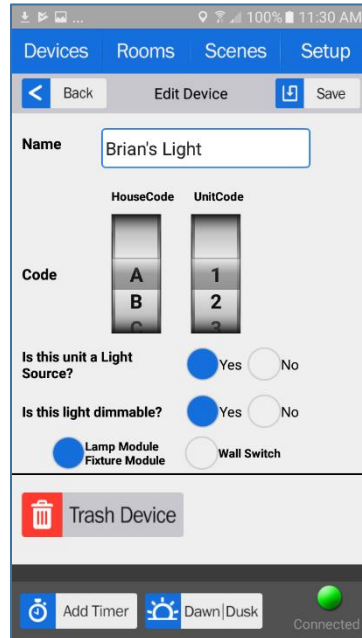 ... 100% 11:30 AM
Devices Rooms Scenes Setup
Back Edit Device Save
Name Brian's Light
HouseCode UnitCode
Code A 1
B 2
C 3
Is this unit a Light Yes No
Source?
Is this light dimmable? Yes No
Lamp Module Wall Switch
Fixture Module
Trash Device
Add Timer Dawn|Dusk Connected